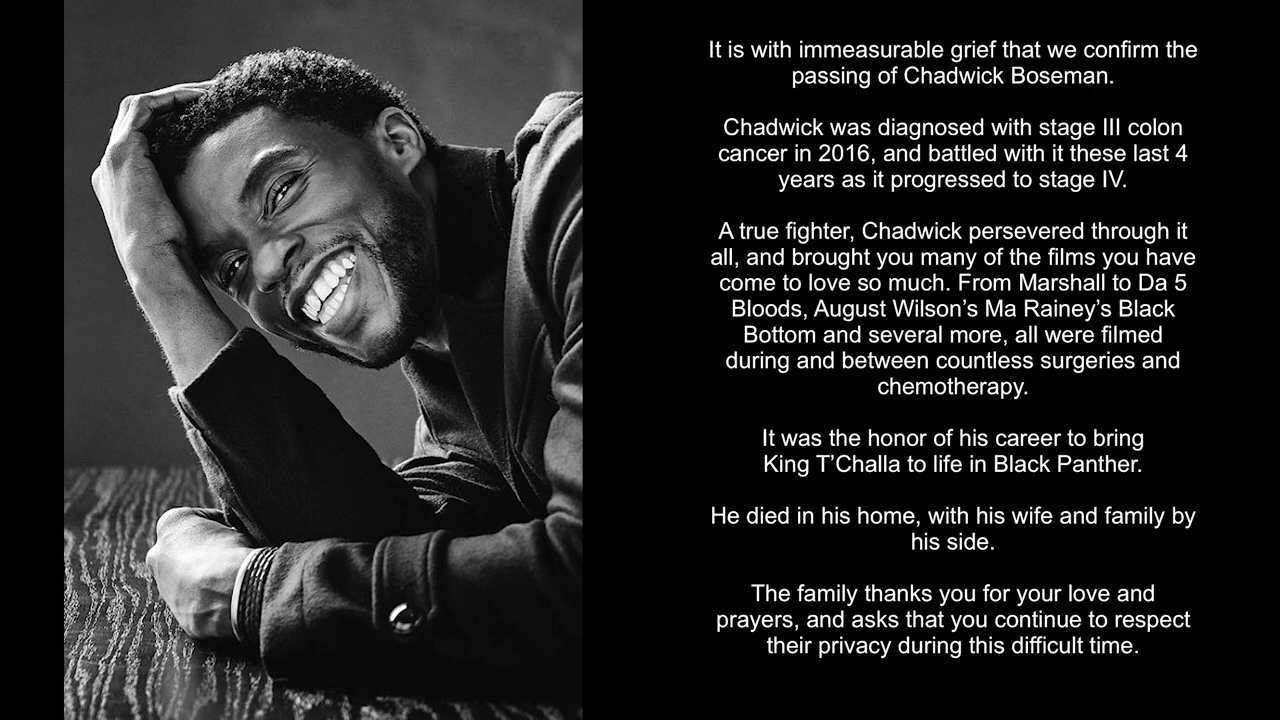 It is with immeasurable grief that we confirm the
passing of Chadwick Boseman.
Chadwick was diagnosed with stage III colon
cancer in 2016, and battled with it these last 4
years as it progressed to stage IV.
A true fighter, Chadwick persevered through it
all, and brought you many of the films you have
come to love so much. From Marshall to Da 5
Bloods, August Wilson’s Ma Rainey’s Black
Bottom and several more, all were filmed
during and between countless surgeries and
chemotherapy.
It was the honor of his career to bring
King T’Challa to life in Black Panther.
He died in his home, with his wife and family by
his side.
The family thanks you for your love and
prayers, and asks that you continue to respect
their privacy during this difficult time.